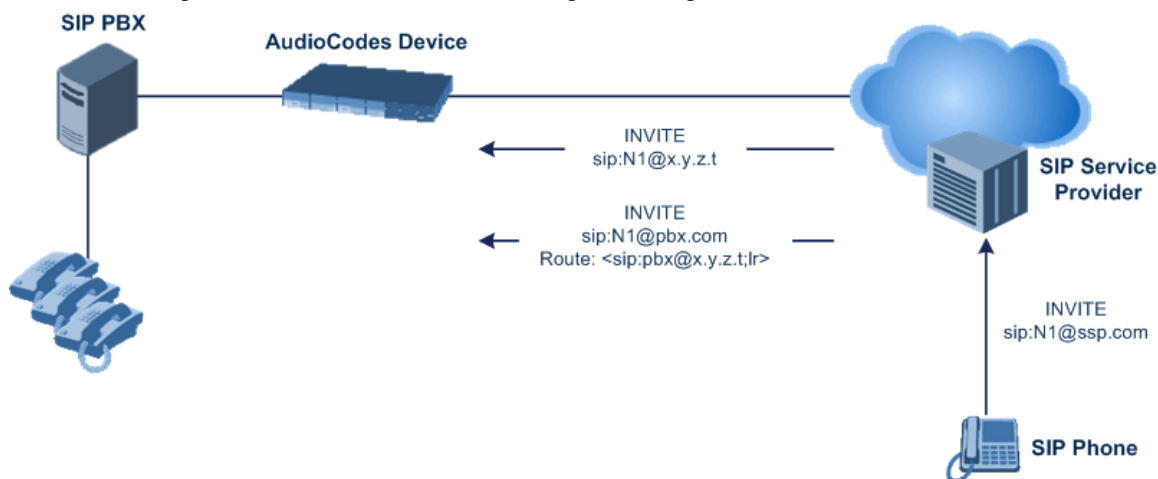 SIP PBX
AudioCodes Device
INVITE
sip:N1@x.y.z.t
SIP Service
Provider
INVITE
sip:N1@pbx.com
Route: <sip:pbx@x.y.z.t;lr>
INVITE
sip:N1@ssp.com
SIP Phone